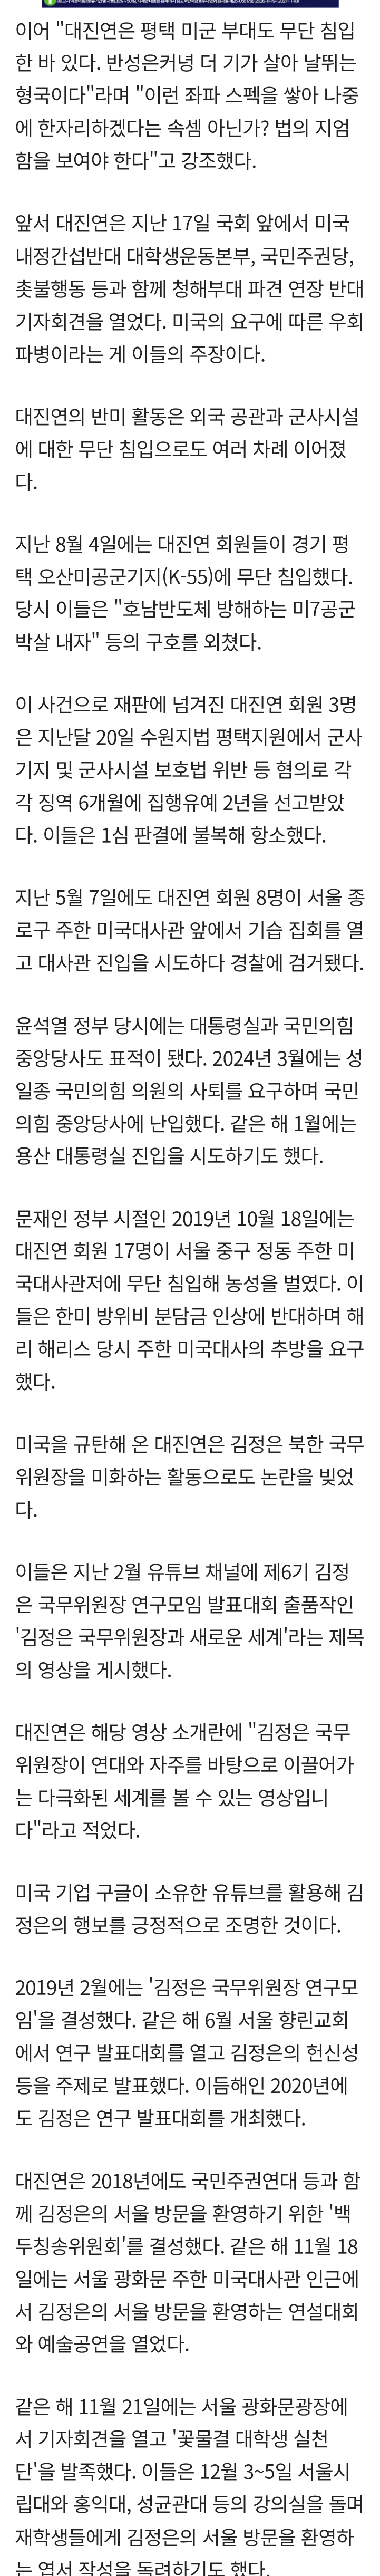 이어 "대진연은 평택 미군 부대도 무단 침입
한 바 있다. 반성은커녕 더 기가 살아 날뛰는
형국이다"라며 "이런 좌파 스펙을 쌓아 나중
에 한자리하겠다는 속셈 아닌가? 법의 지엄
함을 보여야 한다"고 강조했다.
앞서 대진연은 지난 17일 국회 앞에서 미국
내정간섭반대 대학생운동본부, 국민주권당,
촛불행동 등과 함께 청해부대 파견 연장 반대
기자회견을 열었다. 미국의 요구에 따른 우회
파병이라는 게 이들의 주장이다.
대진연의 반미 활동은 외국 공관과 군사시설
에 대한 무단 침입으로도 여러 차례 이어졌
다.
지난 8월 4일에는 대진연 회원들이 경기 평
택 오산미공군기지(K-55)에 무단 침입했다.
당시 이들은 "호남반도체 방해하는 미7공군
박살 내자" 등의 구호를 외쳤다.
이 사건으로 재판에 넘겨진 대진연 회원 3명
은 지난달 20일 수원지법 평택지원에서 군사
기지 및 군사시설 보호법 위반 등 혐의로 각
각 징역 6개월에 집행유예 2년을 선고받았
다. 이들은 1심 판결에 불복해 항소했다.
지난 5월 7일에도 대진연 회원 8명이 서울 종
로구 주한 미국대사관 앞에서 기습 집회를 열
고 대사관 진입을 시도하다 경찰에 검거됐다.
윤석열 정부 당시에는 대통령실과 국민의힘
중앙당사도 표적이 됐다. 2024년 3월에는 성
일종 국민의힘 의원의 사퇴를 요구하며 국민
의힘 중앙당사에 난입했다. 같은 해 1월에는
용산 대통령실 진입을 시도하기도 했다.
문재인 정부 시절인 2019년 10월 18일에는
대진연 회원 17명이 서울 중구 정동 주한 미
국대사관저에 무단 침입해 농성을 벌였다. 이
들은 한미 방위비 분담금 인상에 반대하며 해
리 해리스 당시 주한 미국대사의 추방을 요구
했다.
미국을 규탄해 온 대진연은 김정은 북한 국무
위원장을 미화하는 활동으로도 논란을 빚었
다.
이들은 지난 2월 유튜브 채널에 제6기 김정
은 국무위원장 연구모임 발표대회 출품작인
'김정은 국무위원장과 새로운 세계'라는 제목
의 영상을 게시했다.
대진연은 해당 영상 소개란에 "김정은 국무
위원장이 연대와 자주를 바탕으로 이끌어가
는 다극화된 세계를 볼 수 있는 영상입니
다"라고 적었다.
미국 기업 구글이 소유한 유튜브를 활용해 김
정은의 행보를 긍정적으로 조명한 것이다.
2019년 2월에는 '김정은 국무위원장 연구모
임'을 결성했다. 같은 해 6월 서울 향린교회
에서 연구 발표대회를 열고 김정은의 헌신성
등을 주제로 발표했다. 이듬해인 2020년에
도 김정은 연구 발표대회를 개최했다.
대진연은 2018년에도 국민주권연대 등과 함
께 김정은의 서울 방문을 환영하기 위한 '백
두칭송위원회'를 결성했다. 같은 해 11월 18
일에는 서울 광화문 주한 미국대사관 인근에
서 김정은의 서울 방문을 환영하는 연설대회
와 예술공연을 열었다.
같은 해 11월 21일에는 서울 광화문광장에
서 기자회견을 열고 '꽃물결 대학생 실천
단'을 발족했다. 이들은 12월 3~5일 서울시
립대와 홍익대, 성균관대 등의 강의실을 돌며
재학생들에게 김정은의 서울 방문을 환영하
는 엽서 작성을 독려하기도 했다.